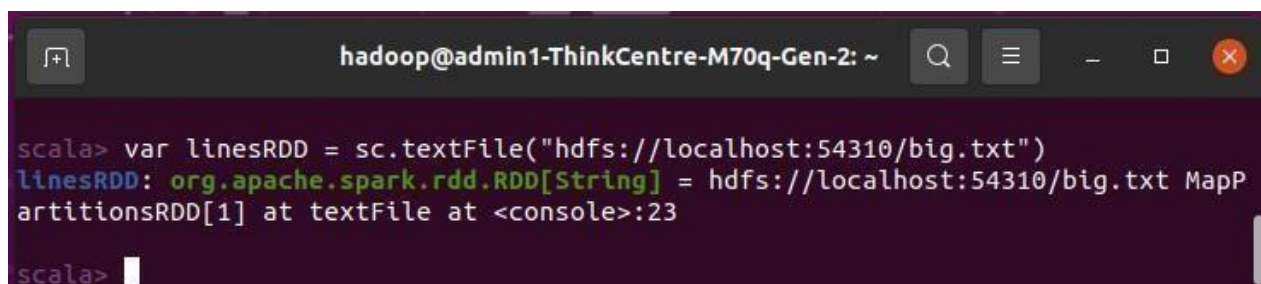 hadoop@admin1-ThinkCentre-M70q-Gen-2: ~
scala> var linesRDD = sc.textFile("hdfs://localhost:54310/big.txt")
linesRDD: org.apache.spark.rdd.RDD[String] = hdfs://localhost:54310/big.txt MapP
artitionsRDD[1] at textFile at <console>:23
scala>